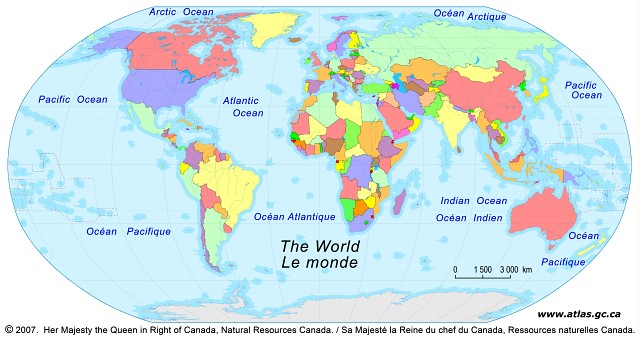 Arctic Ocean
Océan Arctique
Pacific Ocean
Atlantic
Ocean
Pacific
Ocean
Indian Ocean
Océan Indien
Océan Atlantique
Océan Pacifique
Océan
Pacifique
The World
Le monde
0 1 500 3 000 km
www.atlas.gc.ca
© 2007. Her Majesty the Queen in Right of Canada, Natural Resources Canada. / Sa Majesté la Reine du chef du Canada, Ressources naturelles Canada.